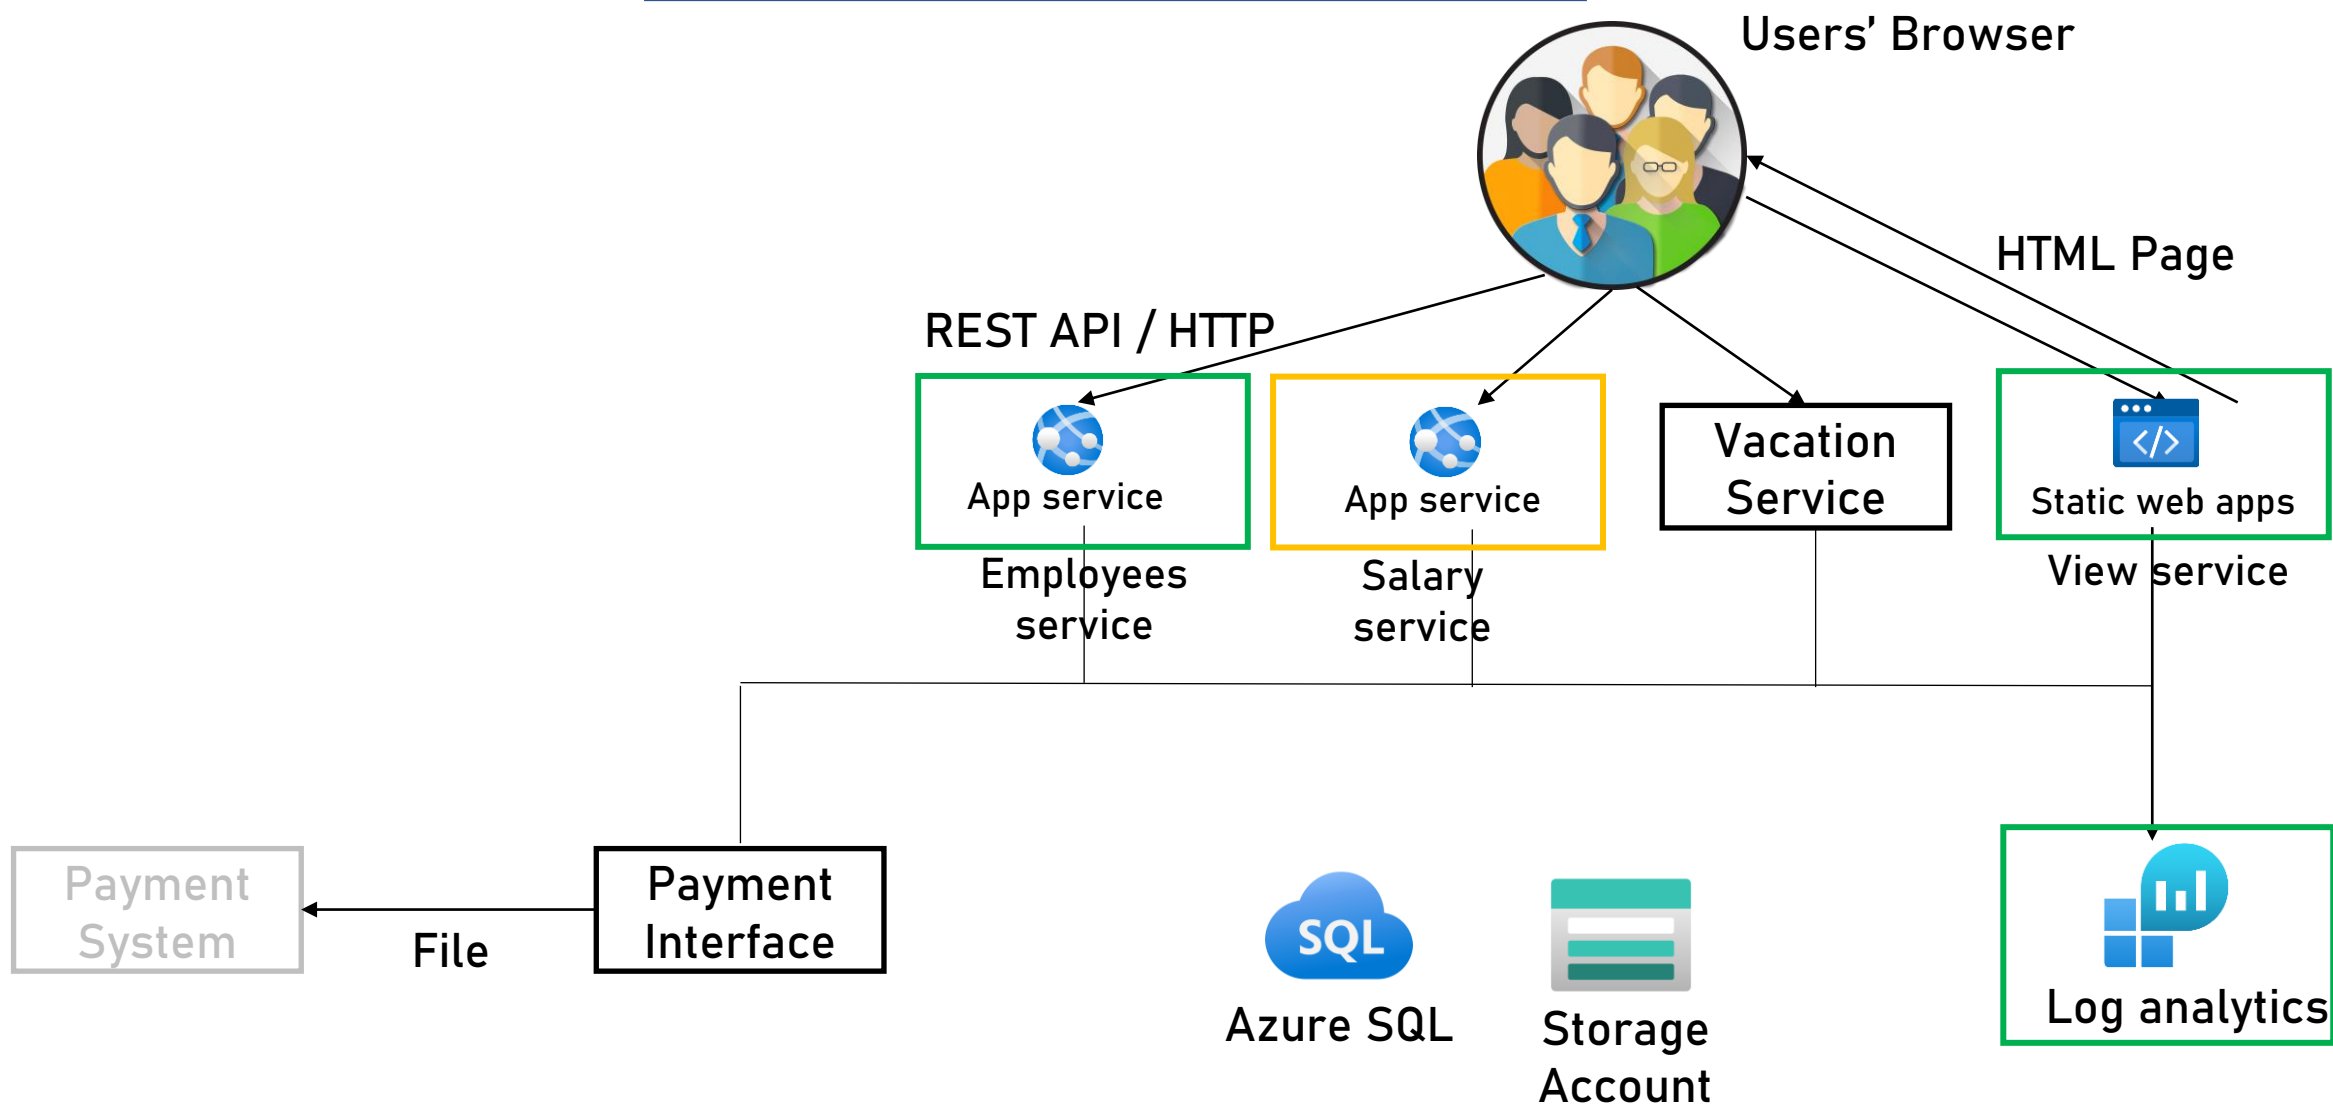 Users’ Browser
HTML Page
REST API / HTTP
App service
Employees
service
App service
Salary
service
Vacation
Service
</>
Static web apps
View service
Payment
System
File
Payment
Interface
SQL
Azure SQL
Storage
Account
Log analytics